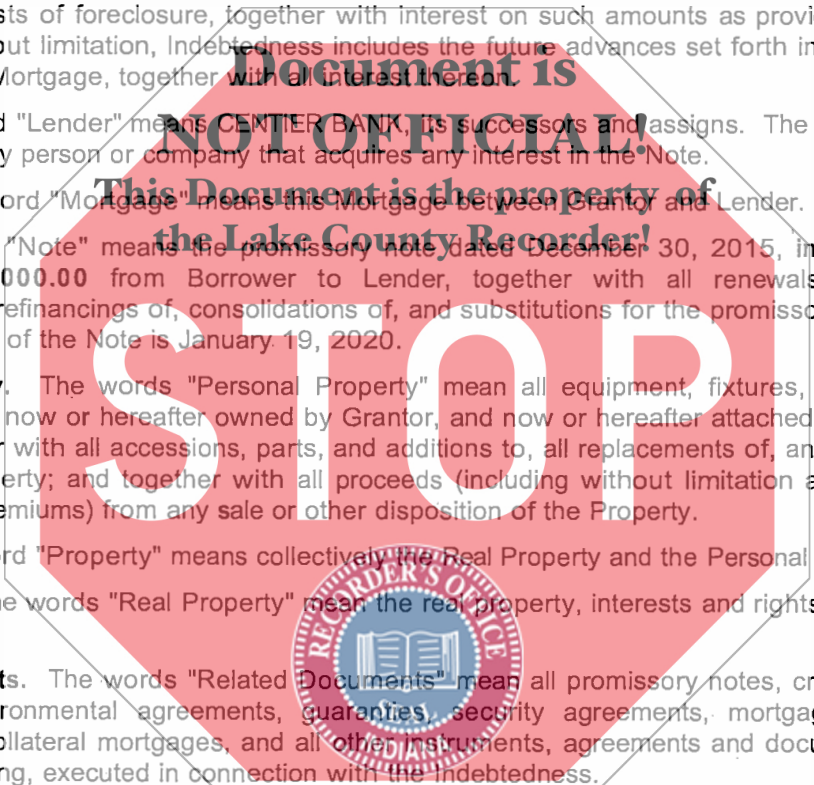 sts of foreclosure, together with interest on such amounts as provi
out limitation, Indebtedness includes the future advances set forth in
Mortgage, together with all interest thereon.
Document is
NOT OFFICIAL!
This Document is the property of
the Lake County Recorder!
d "Lender" means CENTIER BANK, its successors and assigns. The
y person or company that acquires any interest in the Note.
ord "Mortgage" means this Mortgage between Grantor and Lender.
"Note" means the promissory note dated December 30, 2015, in
000.00 from Borrower to Lender, together with all renewals
refinancings of, consolidations of, and substitutions for the promisso
of the Note is January 19, 2020.
y. The words "Personal Property" mean all equipment, fixtures,
now or hereafter owned by Grantor, and now or hereafter attached
r with all accessions, parts, and additions to, all replacements of, an
erty; and together with all proceeds (including without limitation a
emiums) from any sale or other disposition of the Property.
STOP
rd "Property" means collectively the Real Property and the Personal
e words "Real Property" mean the real property, interests and rights
RECORDER'S OFFICE
SEAL
INDIANA
ts. The words "Related Documents" mean all promissory notes, cr
ronmental agreements, guaranties, security agreements, mortga
ollateral mortgages, and all other instruments, agreements and docu
ng, executed in connection with the Indebtedness.